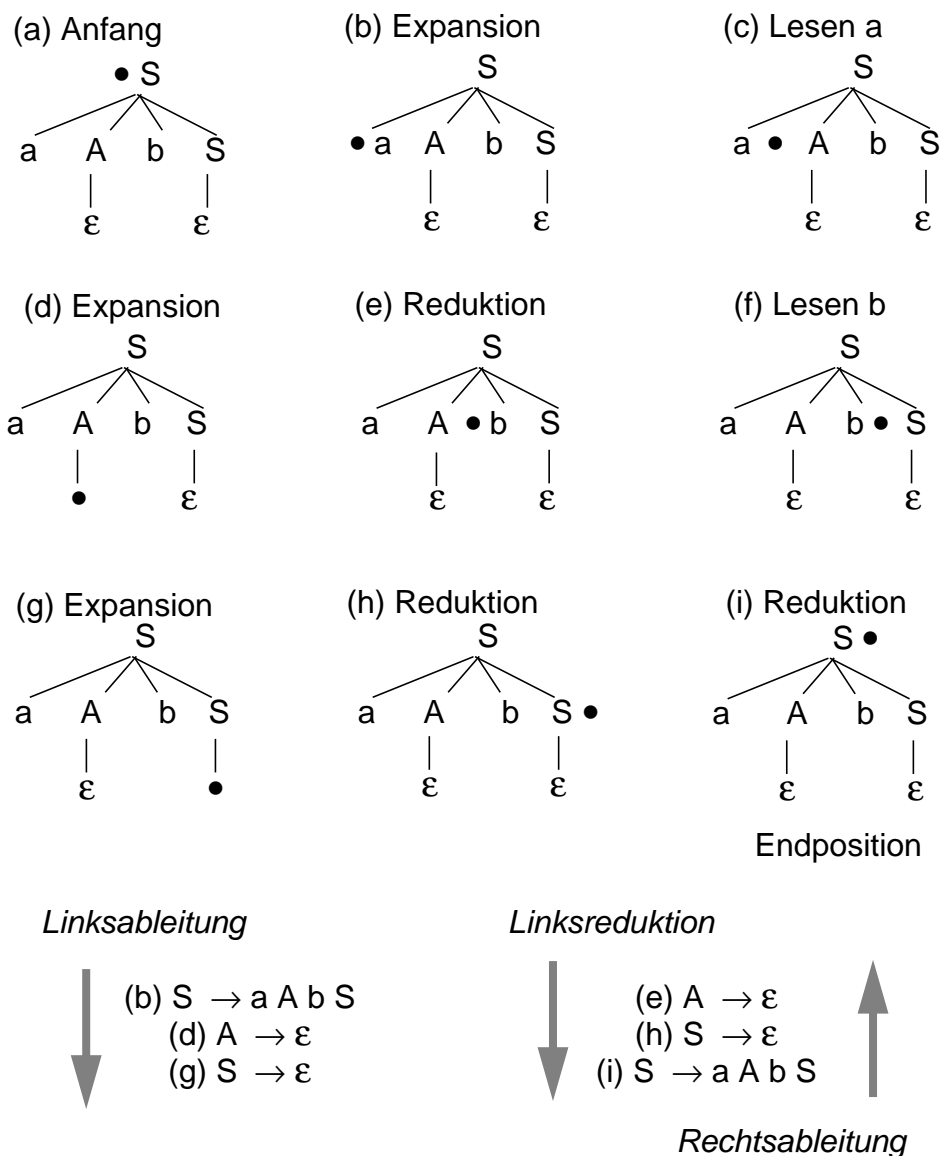 (a) Anfang (b) Expansion (c) Lesen a
• S S S
a A b S • a A b S a • A b S
ε ε ε ε ε ε
(d) Expansion (e) Reduktion (f) Lesen b
S S S
a A b S a A • b S a A b • S
• ε ε ε ε ε
(g) Expansion (h) Reduktion (i) Reduktion
S S S •
a A b S a A b S • a A b S
ε • ε ε ε ε
Endposition
Linksableitung Linksreduktion
(b) S → a A b S (e) A → ε
(d) A → ε (h) S → ε
(g) S → ε (i) S → a A b S
Rechtsableitung